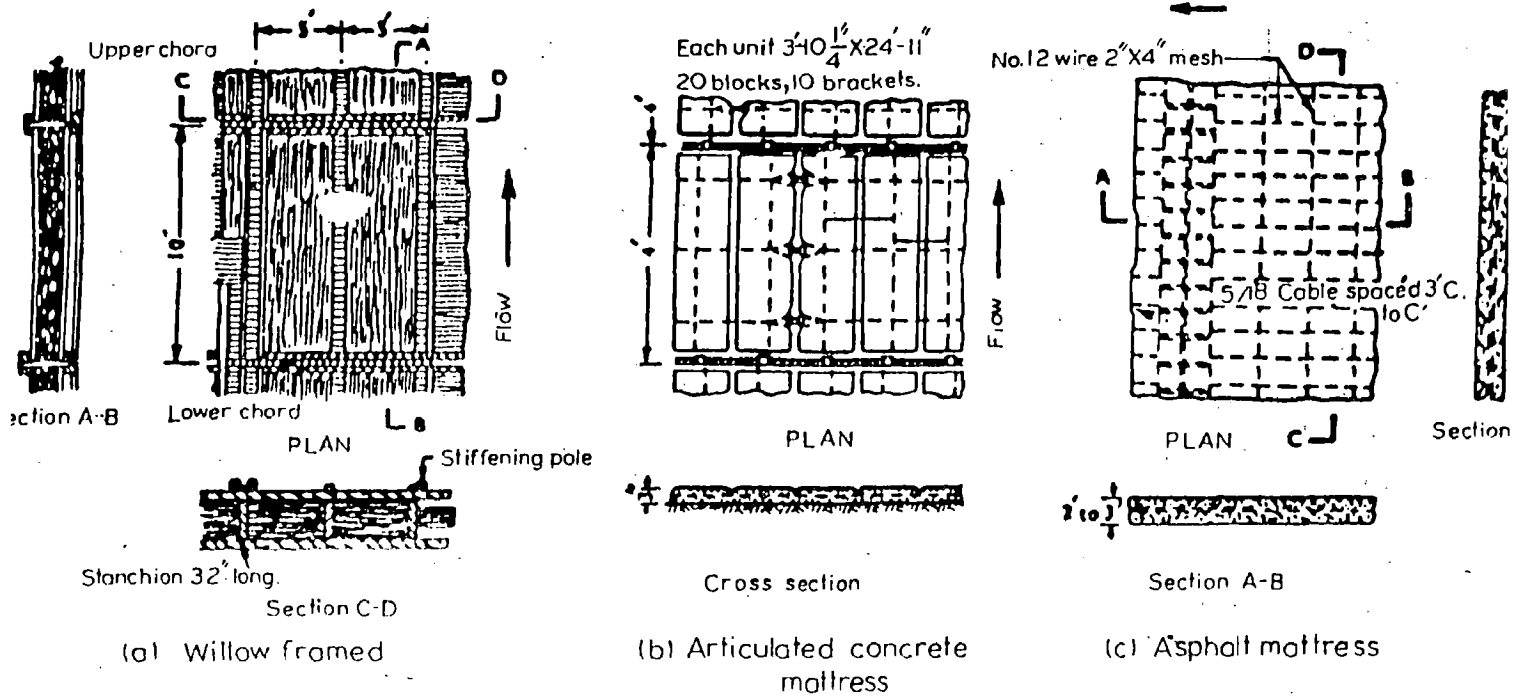 Upper chord
C
D
A
5'
5'
10'
Flow
ection A-B
Lower chord
B
PLAN
Stiffening pole
Stanchion 32" long.
Section C-D
(a) Willow framed
Each unit 3'-10 1/4" X 24'-11"
20 blocks, 10 brackets.
Flow
PLAN
Cross section
(b) Articulated concrete
mattress
No.12 wire 2"X4" mesh
D
A
B
5/18 Cable spaced 3'C.
to C'
PLAN
C
Section
Section A-B
(c) Asphalt mattress